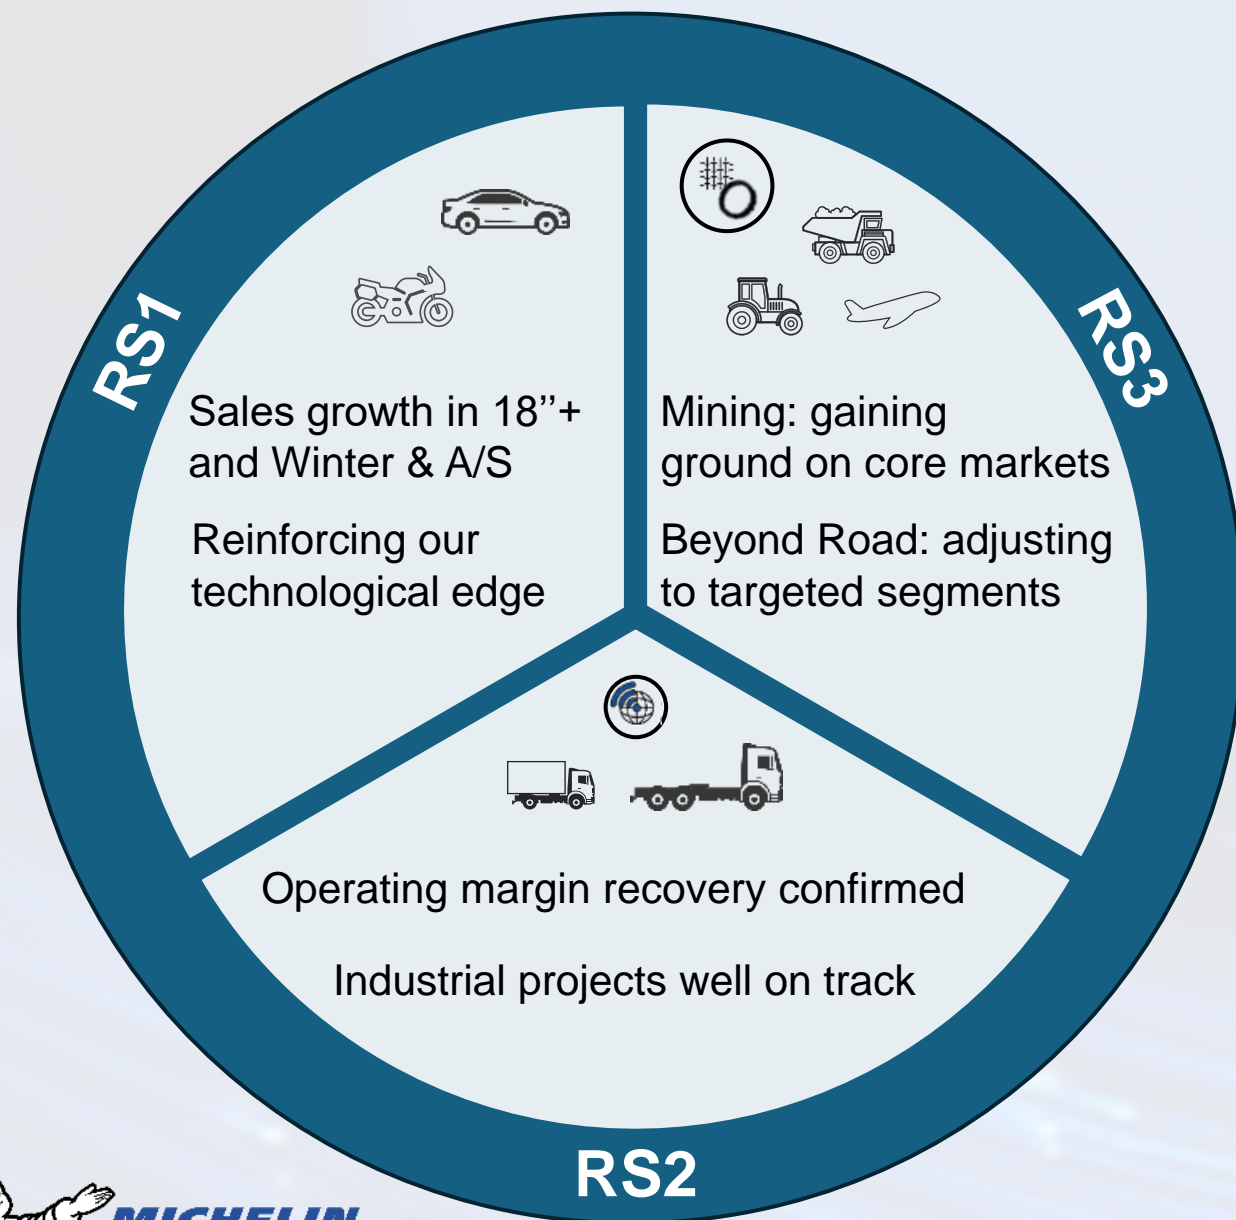 RS1
Sales growth in 18’’+
and Winter & A/S
Reinforcing our
technological edge
RS3
Mining: gaining
ground on core markets
Beyond Road: adjusting
to targeted segments
Operating margin recovery confirmed
Industrial projects well on track
RS2
MICHELIN